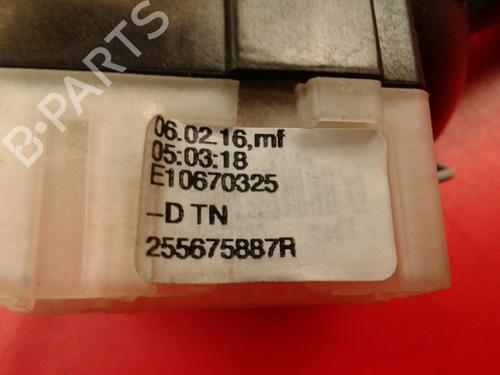 B-PARTS
06.02.16,mf
05:03:18
E10670325
–D TN
255675887R